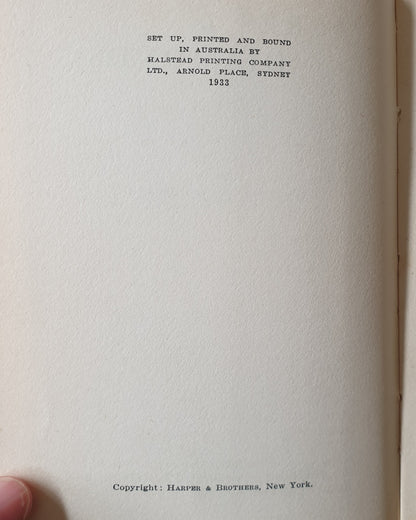 SET UP, PRINTED AND BOUND
IN AUSTRALIA BY
HALSTEAD PRINTING COMPANY
LTD., ARNOLD PLACE, SYDNEY
1933
Copyright: HARPER & BROTHERS, New York.